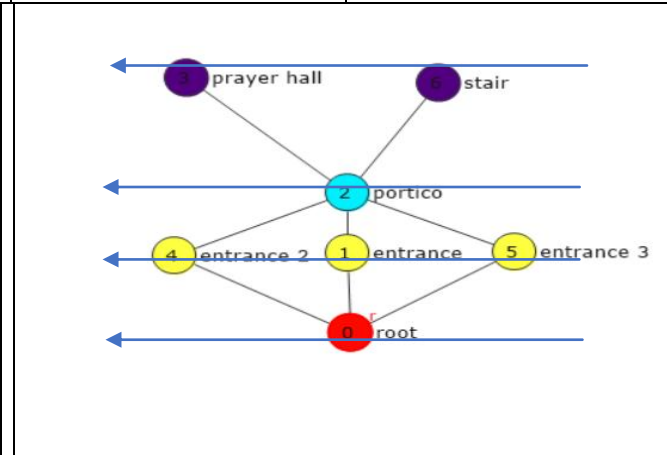 3 prayer hall 6 stair
2 portico
4 entrance 2 1 entrance 5 entrance 3
r
0 root